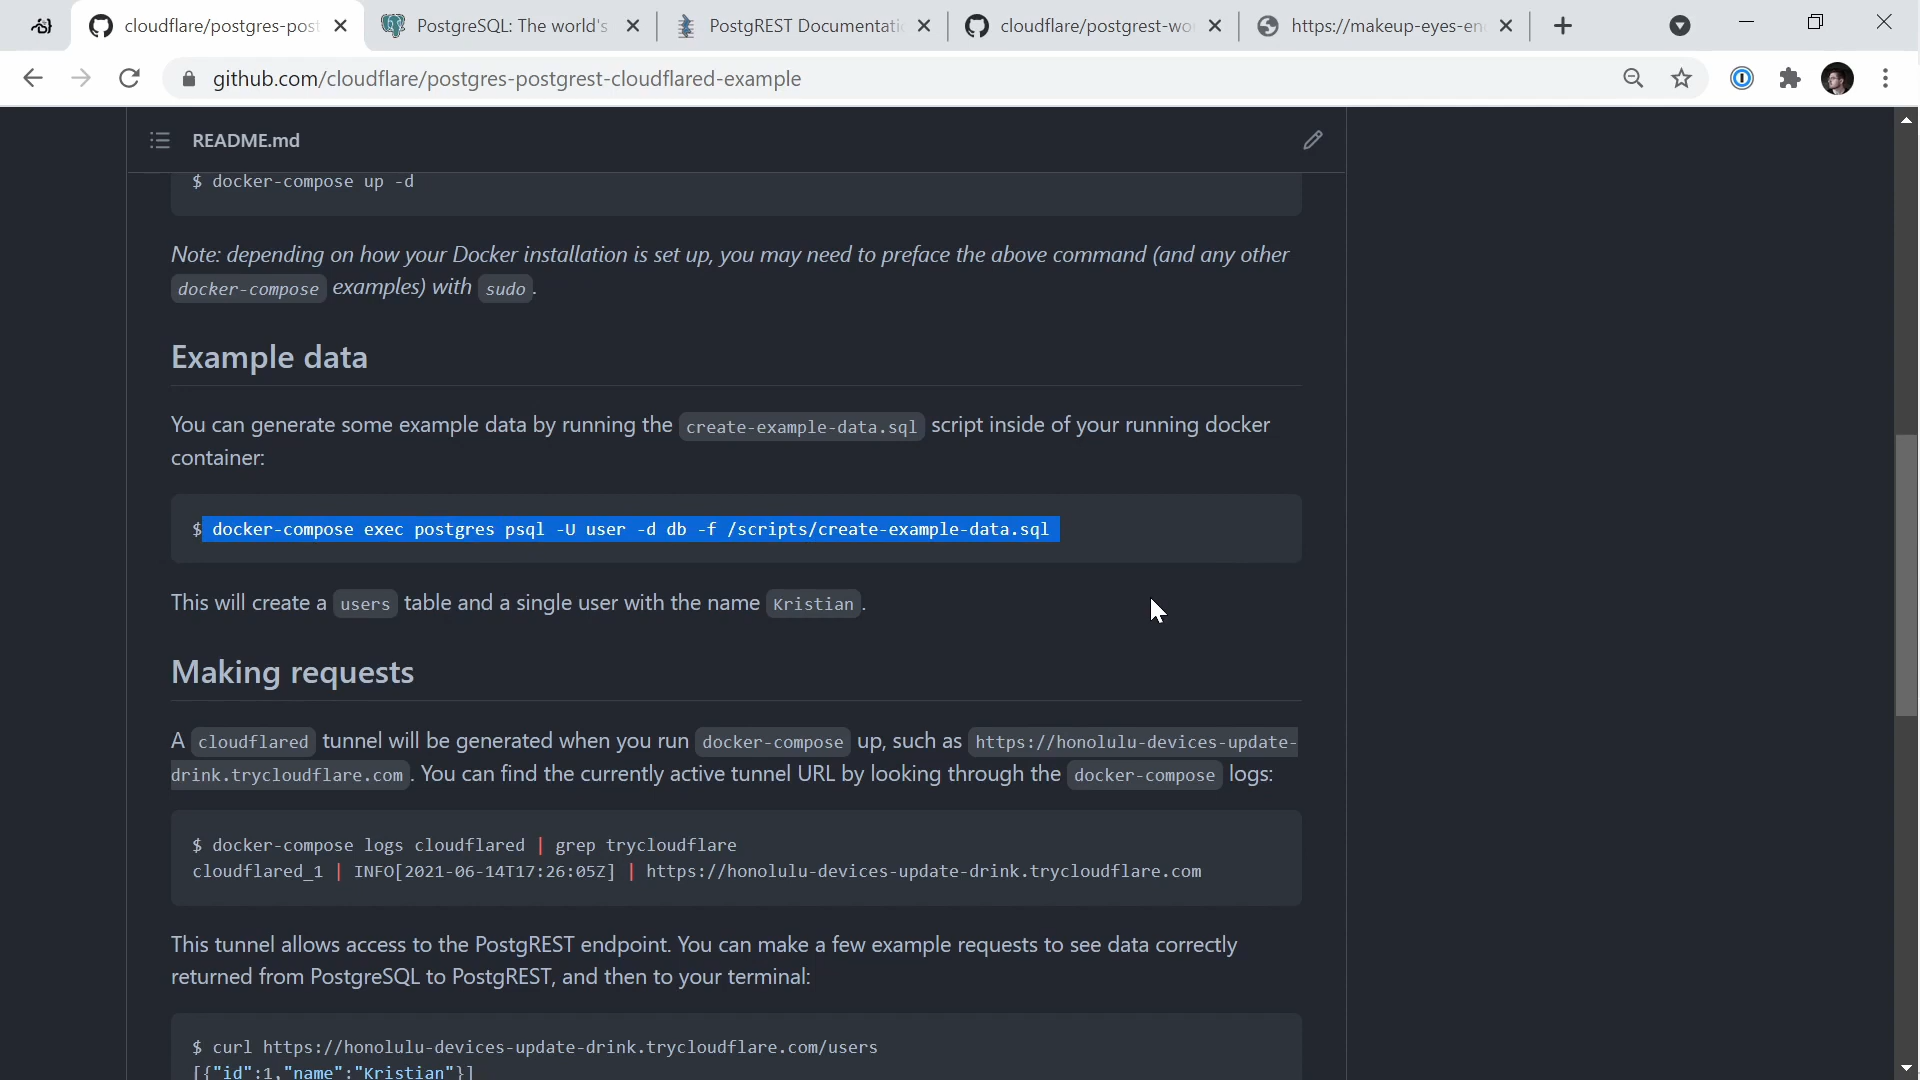 cloudflare/postgres-post
PostgreSQL: The world's
PostgREST Documentatic
cloudflare/postgrest-wo
https://makeup-eyes-en
github.com/cloudflare/postgres-postgrest-cloudflared-example
README.md
$ docker-compose up -d
Note: depending on how your Docker installation is set up, you may need to preface the above command (and any other
docker-compose examples) with sudo.
Example data
You can generate some example data by running the create-example-data.sql script inside of your running docker
container:
$ docker-compose exec postgres psql -U user -d db -f /scripts/create-example-data.sql
This will create a users table and a single user with the name Kristian.
Making requests
A cloudflared tunnel will be generated when you run docker-compose up, such as https://honolulu-devices-update-
drink.trycloudflare.com. You can find the currently active tunnel URL by looking through the docker-compose logs:
$ docker-compose logs cloudflared | grep trycloudflare
cloudflared_1 | INFO[2021-06-14T17:26:05Z] | https://honolulu-devices-update-drink.trycloudflare.com
This tunnel allows access to the PostgREST endpoint. You can make a few example requests to see data correctly
returned from PostgreSQL to PostgREST, and then to your terminal:
$ curl https://honolulu-devices-update-drink.trycloudflare.com/users
[{"id":1,"name":"Kristian"}]